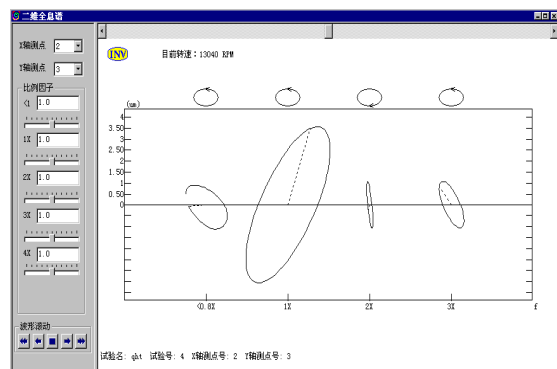 二维全息谱
X轴测点 2
Y轴测点 3
比例因子
<1 1.0
1X 1.0
2X 1.0
3X 1.0
4X 1.0
波形滚动
INV
目前转速：13040 RPM
(um)
4
3.50
3
2.50
2
1.50
1
0.50
0
<0.8X 1X 2X 3X f
试验名: qht 试验号: 4 X轴测点号: 2 Y轴测点号: 3